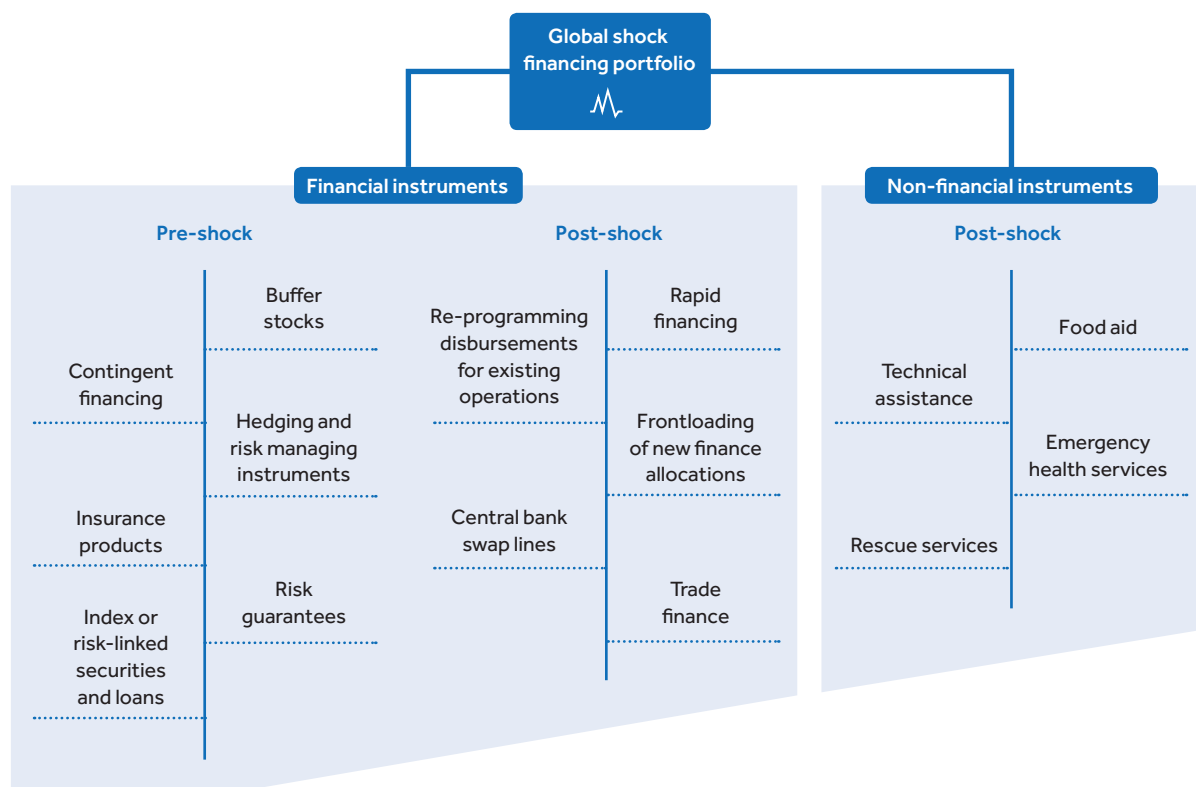 Global shock
financing portfolio
Financial instruments
Pre-shock
Buffer
stocks
Contingent
financing
Hedging and
risk managing
instruments
Insurance
products
Risk
guarantees
Index or
risk-linked
securities
and loans
Post-shock
Rapid
financing
Re-programming
disbursements
for existing
operations
Frontloading
of new finance
allocations
Central bank
swap lines
Trade
finance
Non-financial instruments
Post-shock
Food aid
Technical
assistance
Emergency
health services
Rescue services